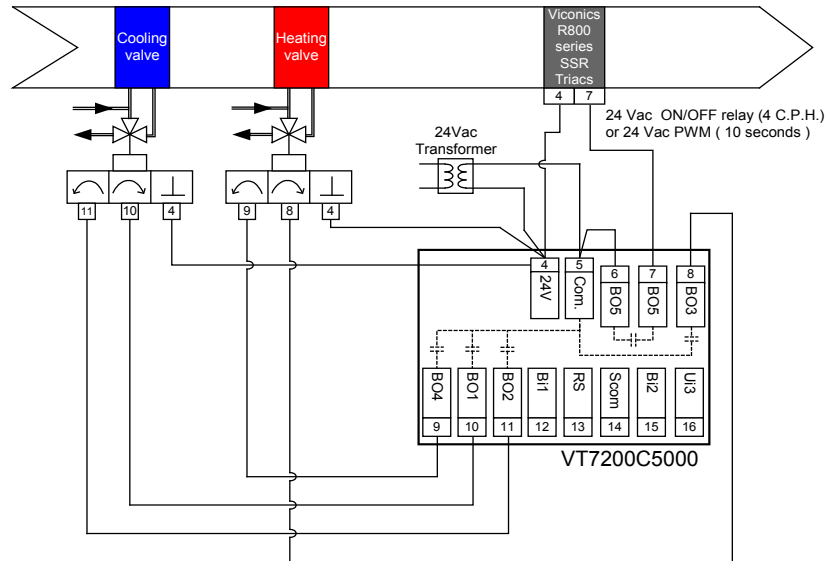 Cooling
valve
Heating
valve
Viconics
R800
series
SSR
Triacs
4 7
24 Vac ON/OFF relay (4 C.P.H.)
or 24 Vac PWM ( 10 seconds )
24Vac
Transformer
11 10 4
9 8 4
4 5 6 7 8
24V Com. BO5 BO5 BO3
BO4 BO1 BO2 Bi1 RS Scom Bi2 Ui3
9 10 11 12 13 14 15 16
VT7200C5000